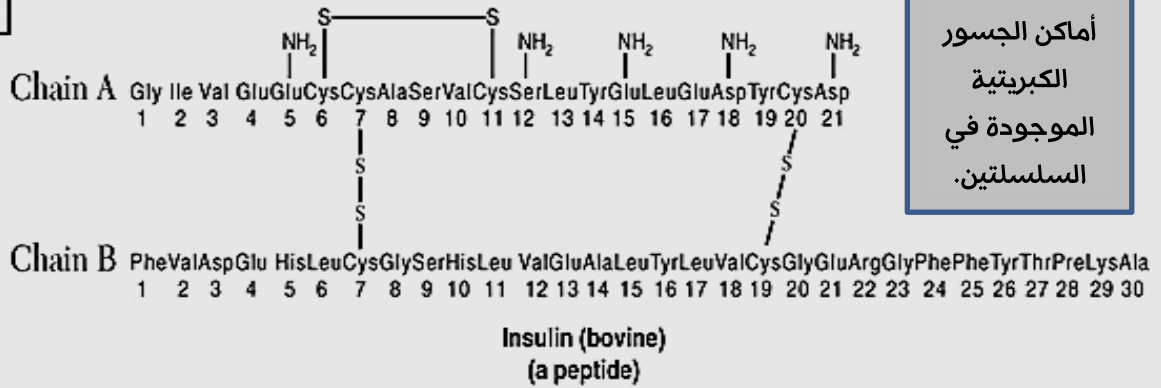 S S
NH2 NH2 NH2 NH2 NH2
Chain A Gly Ile Val GluGluCysCysAlaSerValCysSerLeuTyrGluLeuGluAspTyrCysAsp
1 2 3 4 5 6 7 8 9 10 11 12 13 14 15 16 17 18 19 20 21
S S
S S
Chain B PheValAspGlu HisLeuCysGlySerHisLeu ValGluAlaLeuTyrLeuValCysGlyGluArgGlyPhePheTyrThrPreLysAla
1 2 3 4 5 6 7 8 9 10 11 12 13 14 15 16 17 18 19 20 21 22 23 24 25 26 27 28 29 30
Insulin (bovine)
(a peptide)
أماكن الجسور
الكبريتية
الموجودة في
السلسلتين.